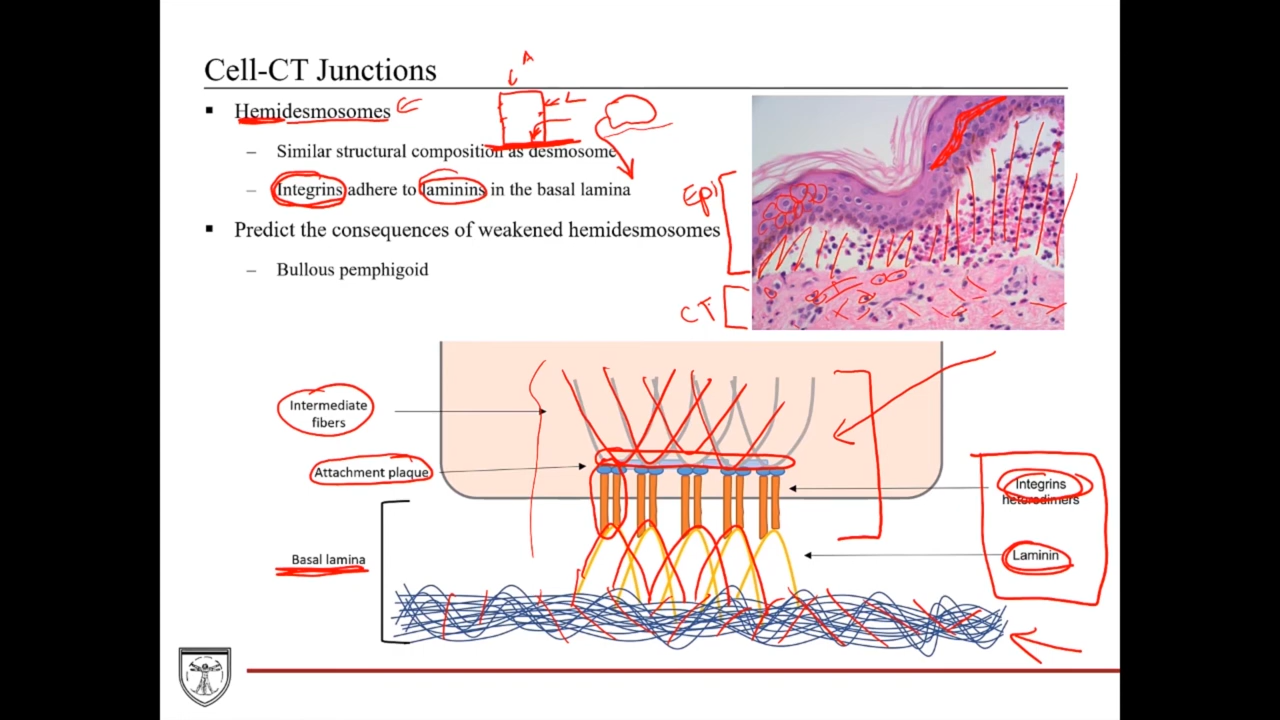 Cell-CT Junctions
A
▪ Hemidesmosomes
L
– Similar structural composition as desmosome
– Integrins adhere to laminins in the basal lamina
Epi
▪ Predict the consequences of weakened hemidesmosomes
– Bullous pemphigoid
CT
Intermediate
fibers
Attachment plaque
Integrins
heterodimers
Laminin
Basal lamina